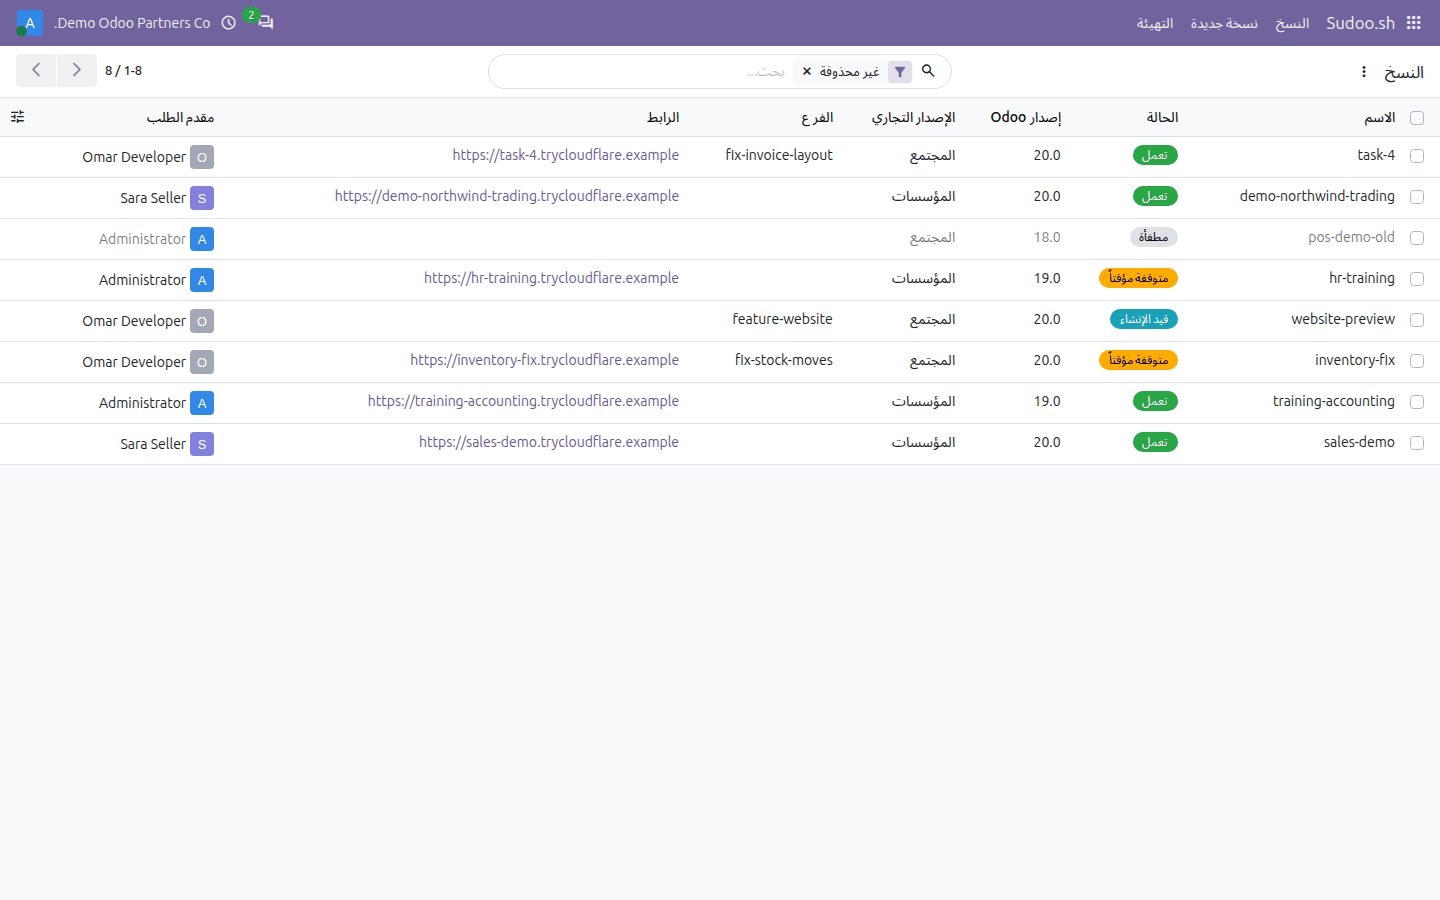 Sudoo.sh النسخ نسخة جديدة التهيئة 2 Demo Odoo Partners Co. A
النسخ غير محذوفة × بحث... 8 / 1-8
الاسم الحالة إصدار Odoo الإصدار التجاري الفرع الرابط مقدم الطلب
task-4 تعمل 20.0 المجتمع fix-invoice-layout https://task-4.trycloudflare.example O Omar Developer
demo-northwind-trading تعمل 20.0 المؤسسات https://demo-northwind-trading.trycloudflare.example S Sara Seller
pos-demo-old مطفأة 18.0 المجتمع A Administrator
hr-training متوقفة مؤقتاً 19.0 المؤسسات https://hr-training.trycloudflare.example A Administrator
website-preview قيد الإنشاء 20.0 المجتمع feature-website O Omar Developer
inventory-fix متوقفة مؤقتاً 20.0 المجتمع fix-stock-moves https://inventory-fix.trycloudflare.example O Omar Developer
training-accounting تعمل 19.0 المؤسسات https://training-accounting.trycloudflare.example A Administrator
sales-demo تعمل 20.0 المؤسسات https://sales-demo.trycloudflare.example S Sara Seller